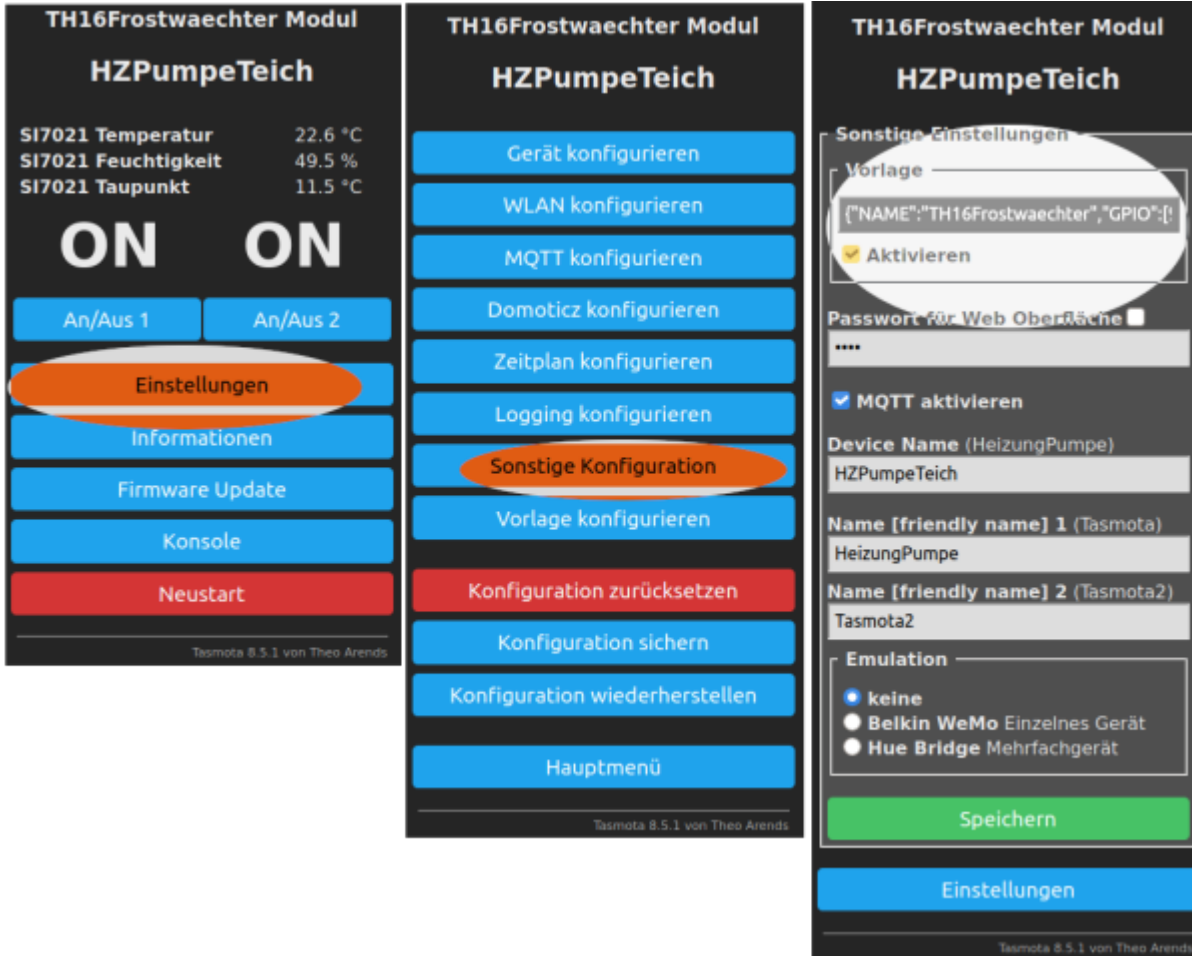 TH16Frostwaechter Modul
HZPumpeTeich
SI7021 Temperatur 22.6 °C
SI7021 Feuchtigkeit 49.5 %
SI7021 Taupunkt 11.5 °C
ON ON
An/Aus 1 An/Aus 2
Einstellungen
Informationen
Firmware Update
Konsole
Neustart
Tasmota 8.5.1 von Theo Arends
TH16Frostwaechter Modul
HZPumpeTeich
Gerät konfigurieren
WLAN konfigurieren
MQTT konfigurieren
Domoticz konfigurieren
Zeitplan konfigurieren
Logging konfigurieren
Sonstige Konfiguration
Vorlage konfigurieren
Konfiguration zurücksetzen
Konfiguration sichern
Konfiguration wiederherstellen
Hauptmenü
Tasmota 8.5.1 von Theo Arends
TH16Frostwaechter Modul
HZPumpeTeich
Sonstige Einstellungen
Vorlage
{"NAME":"TH16Frostwaechter","GPIO":[
Aktivieren
Passwort für Web Oberfläche
••••
MQTT aktivieren
Device Name (HeizungPumpe)
HZPumpeTeich
Name [friendly name] 1 (Tasmota)
HeizungPumpe
Name [friendly name] 2 (Tasmota2)
Tasmota2
Emulation
keine
Belkin WeMo Einzelnes Gerät
Hue Bridge Mehrfachgerät
Speichern
Einstellungen
Tasmota 8.5.1 von Theo Arends